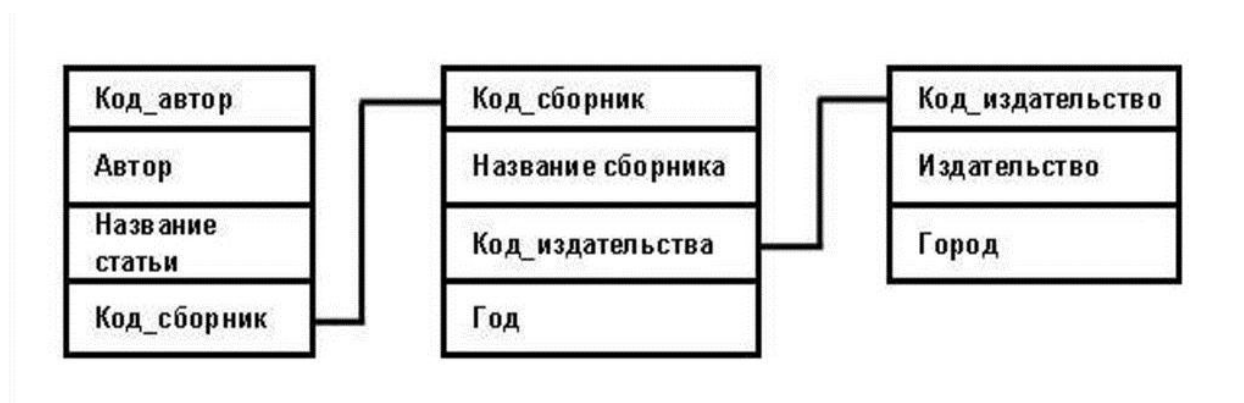 Код_автор
Автор
Название
статьи
Код_сборник
Код_сборник
Название сборника
Код_издательства
Год
Код_издательство
Издательство
Город